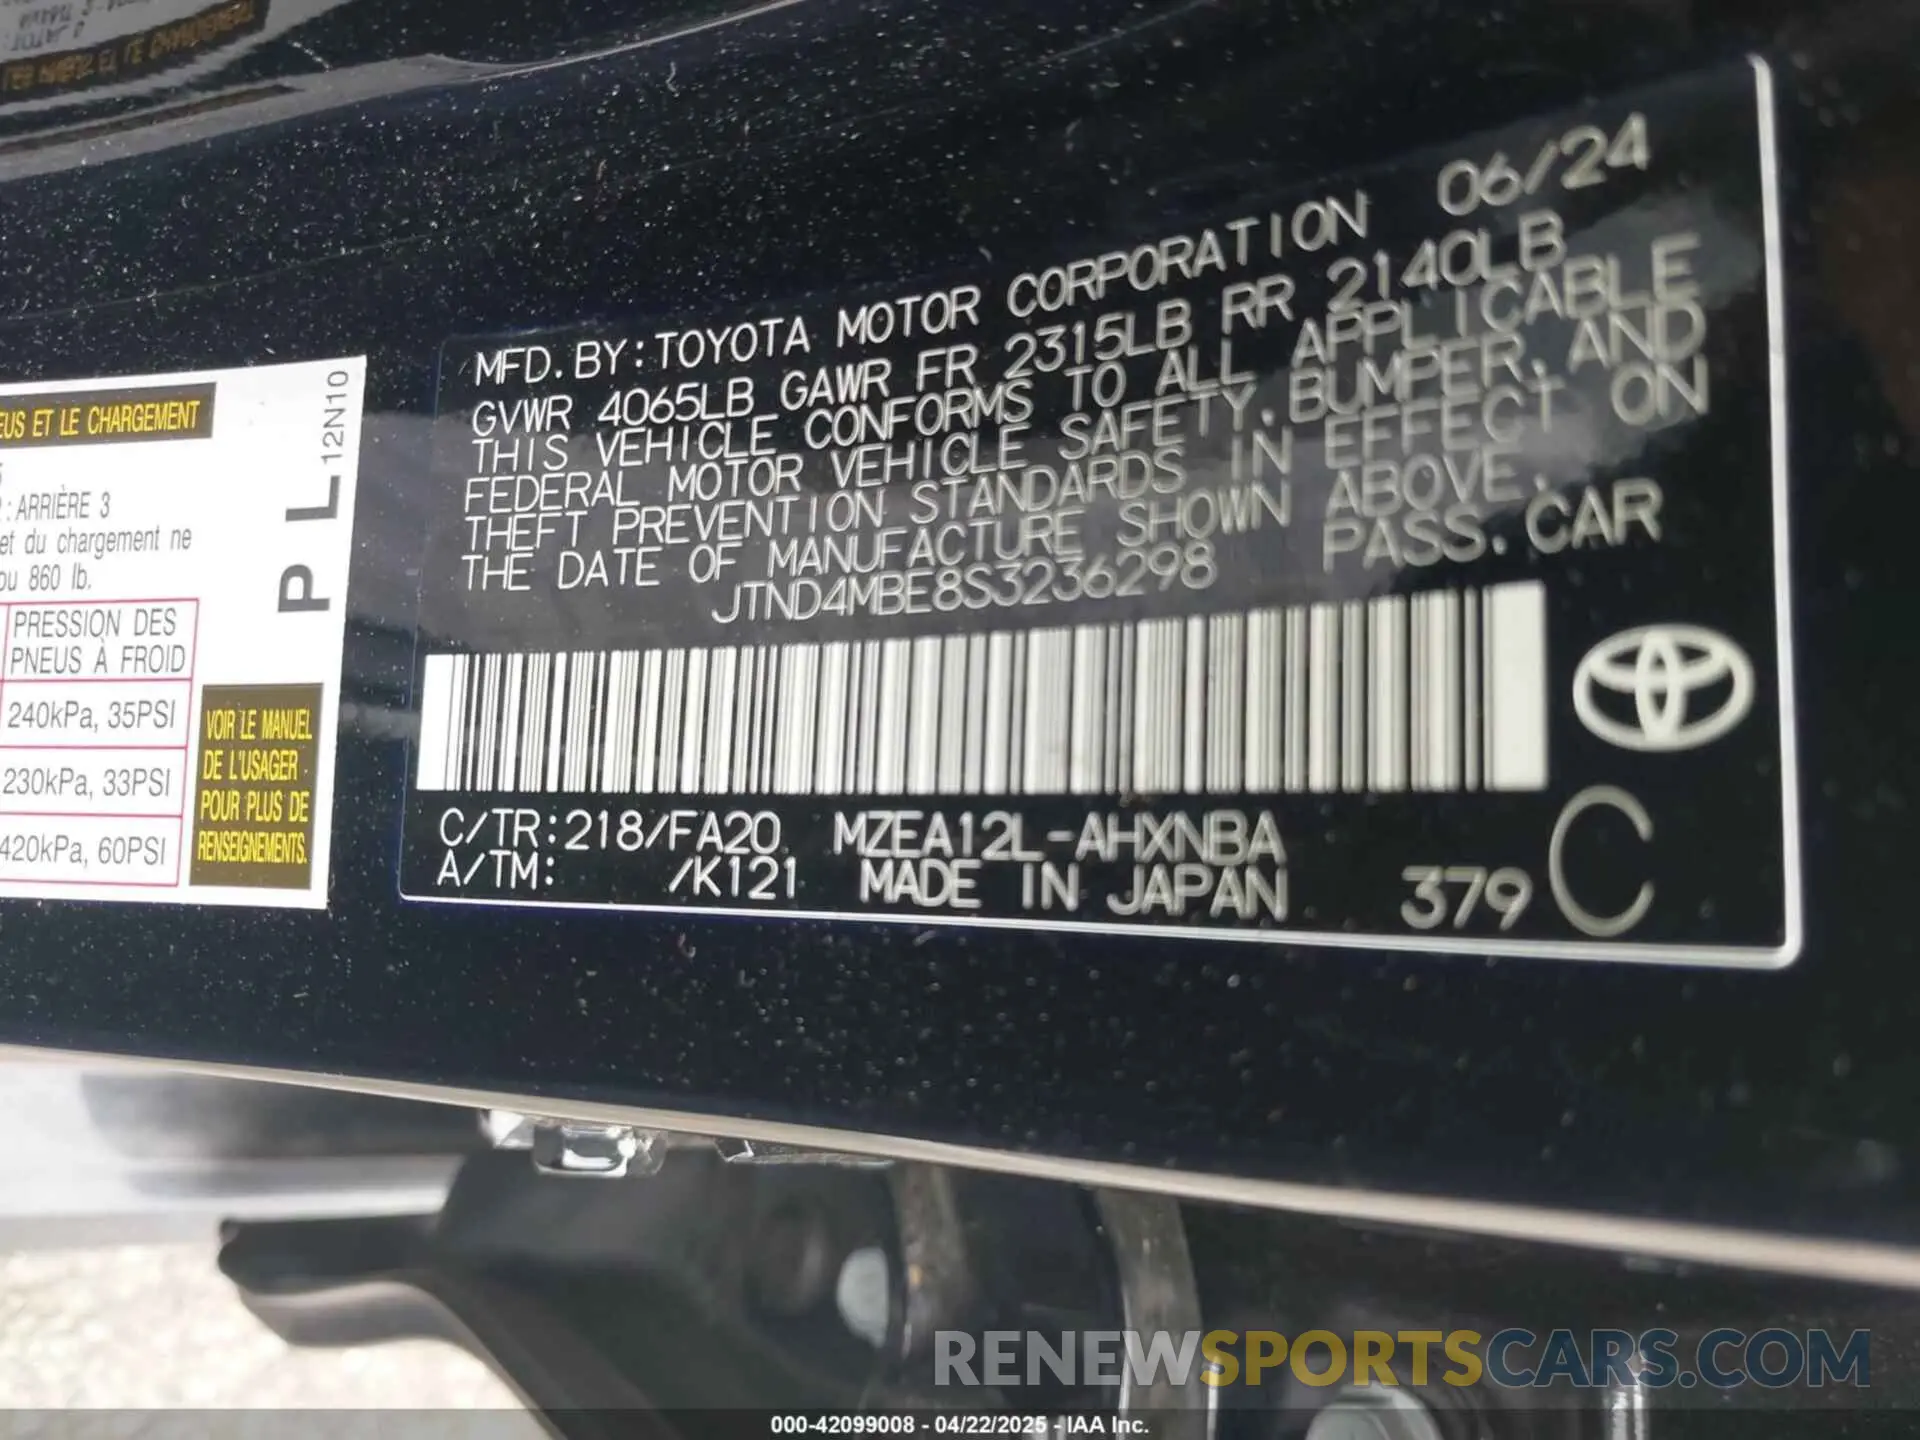 EUS ET LE CHARGEMENT
: ARRIÈRE 3
et du chargement ne
ou 860 lb.
PRESSION DES
PNEUS À FROID
240kPa, 35PSI
230kPa, 33PSI
420kPa, 60PSI
VOIR LE MANUEL
DE L'USAGER
POUR PLUS DE
RENSEIGNEMENTS.
P L 12N10
MFD. BY: TOYOTA MOTOR CORPORATION 06/24
GVWR 4065LB GAWR FR 2315LB RR 2140LB
THIS VEHICLE CONFORMS TO ALL APPLICABLE
FEDERAL MOTOR VEHICLE SAFETY, BUMPER, AND
THEFT PREVENTION STANDARDS IN EFFECT ON
THE DATE OF MANUFACTURE SHOWN ABOVE.
JTND4MBE8S3236298 PASS. CAR
C/TR:218/FA20 MZEA12L-AHXNBA
A/TM: /K121 MADE IN JAPAN 379 C
RENEWSPORTSCARS.COM
000-42099008 - 04/22/2025 - IAA Inc.